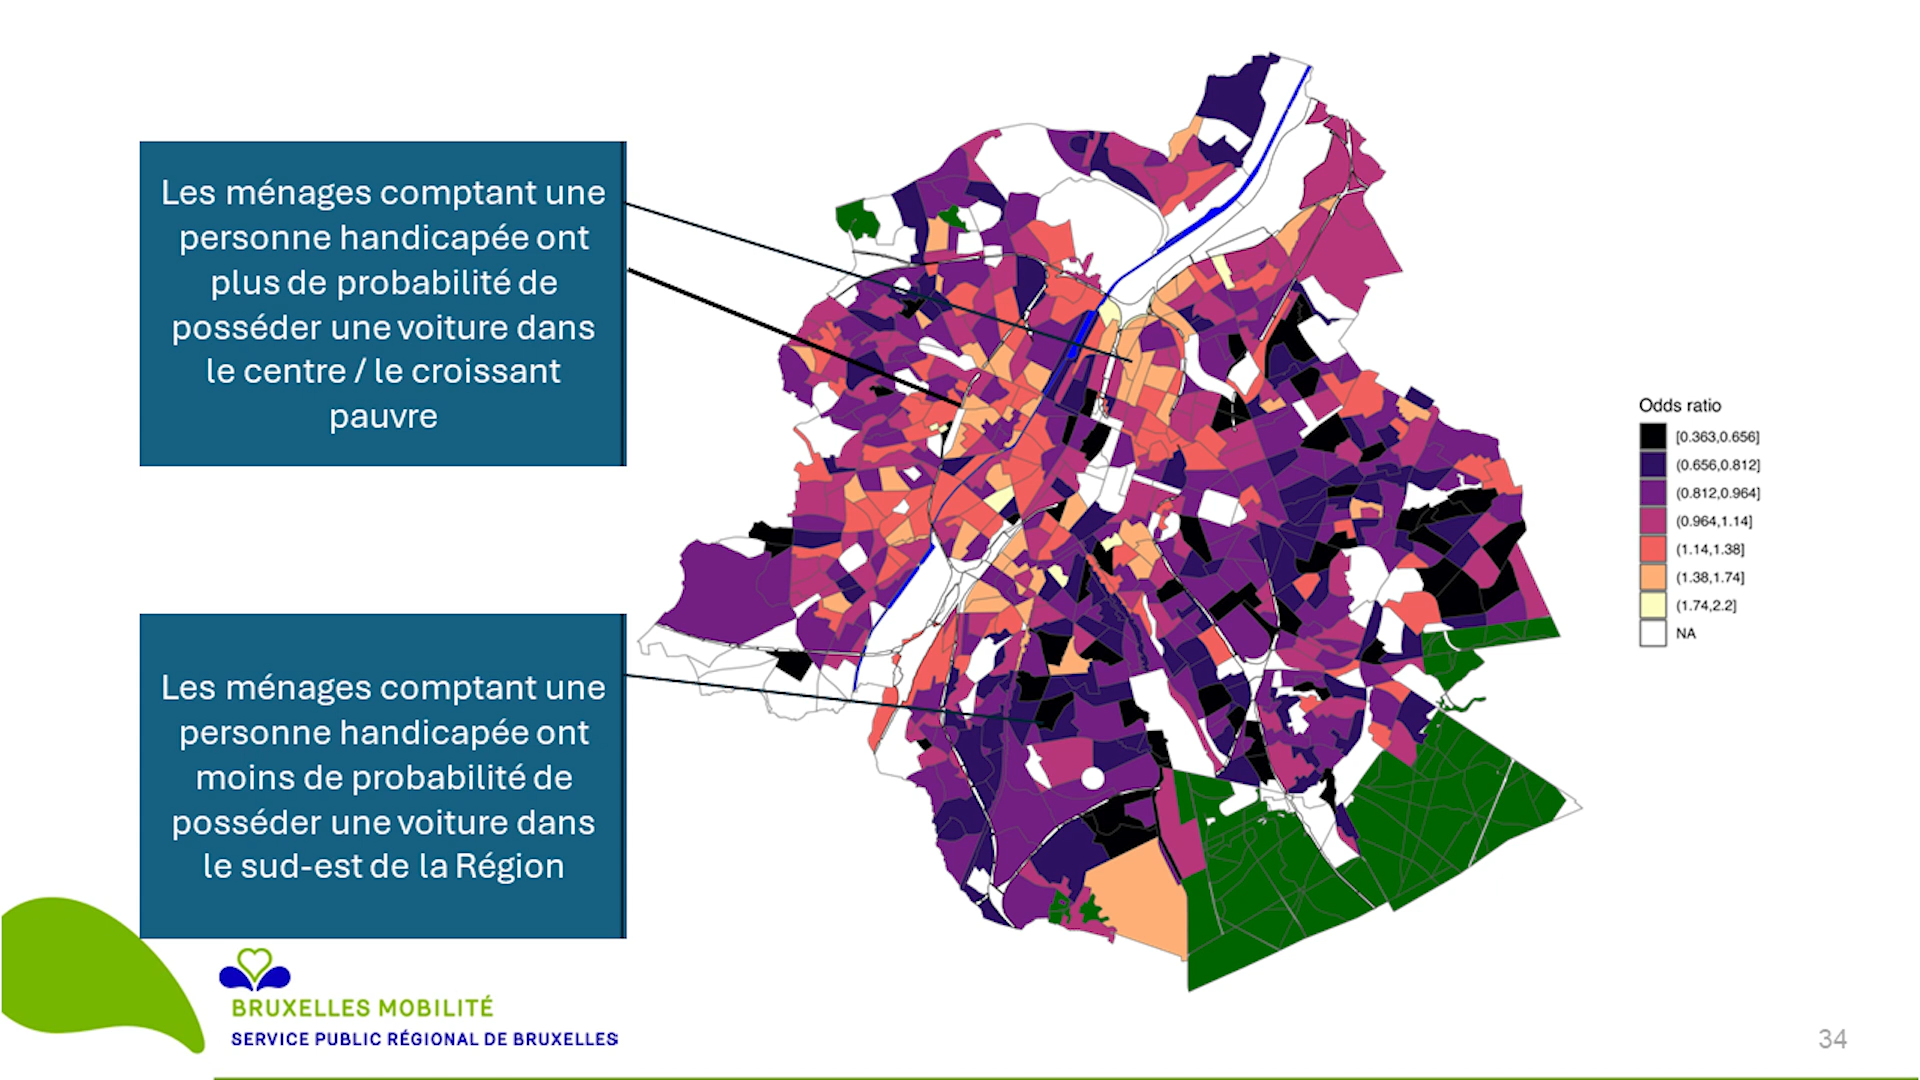 Les ménages comptant une
personne handicapée ont
plus de probabilité de
posséder une voiture dans
le centre / le croissant
pauvre
Les ménages comptant une
personne handicapée ont
moins de probabilité de
posséder une voiture dans
le sud-est de la Région
Odds ratio
[0.363,0.656]
(0.656,0.812]
(0.812,0.964]
(0.964,1.14]
(1.14,1.38]
(1.38,1.74]
(1.74,2.2]
NA
BRUXELLES MOBILITÉ
SERVICE PUBLIC RÉGIONAL DE BRUXELLES
34